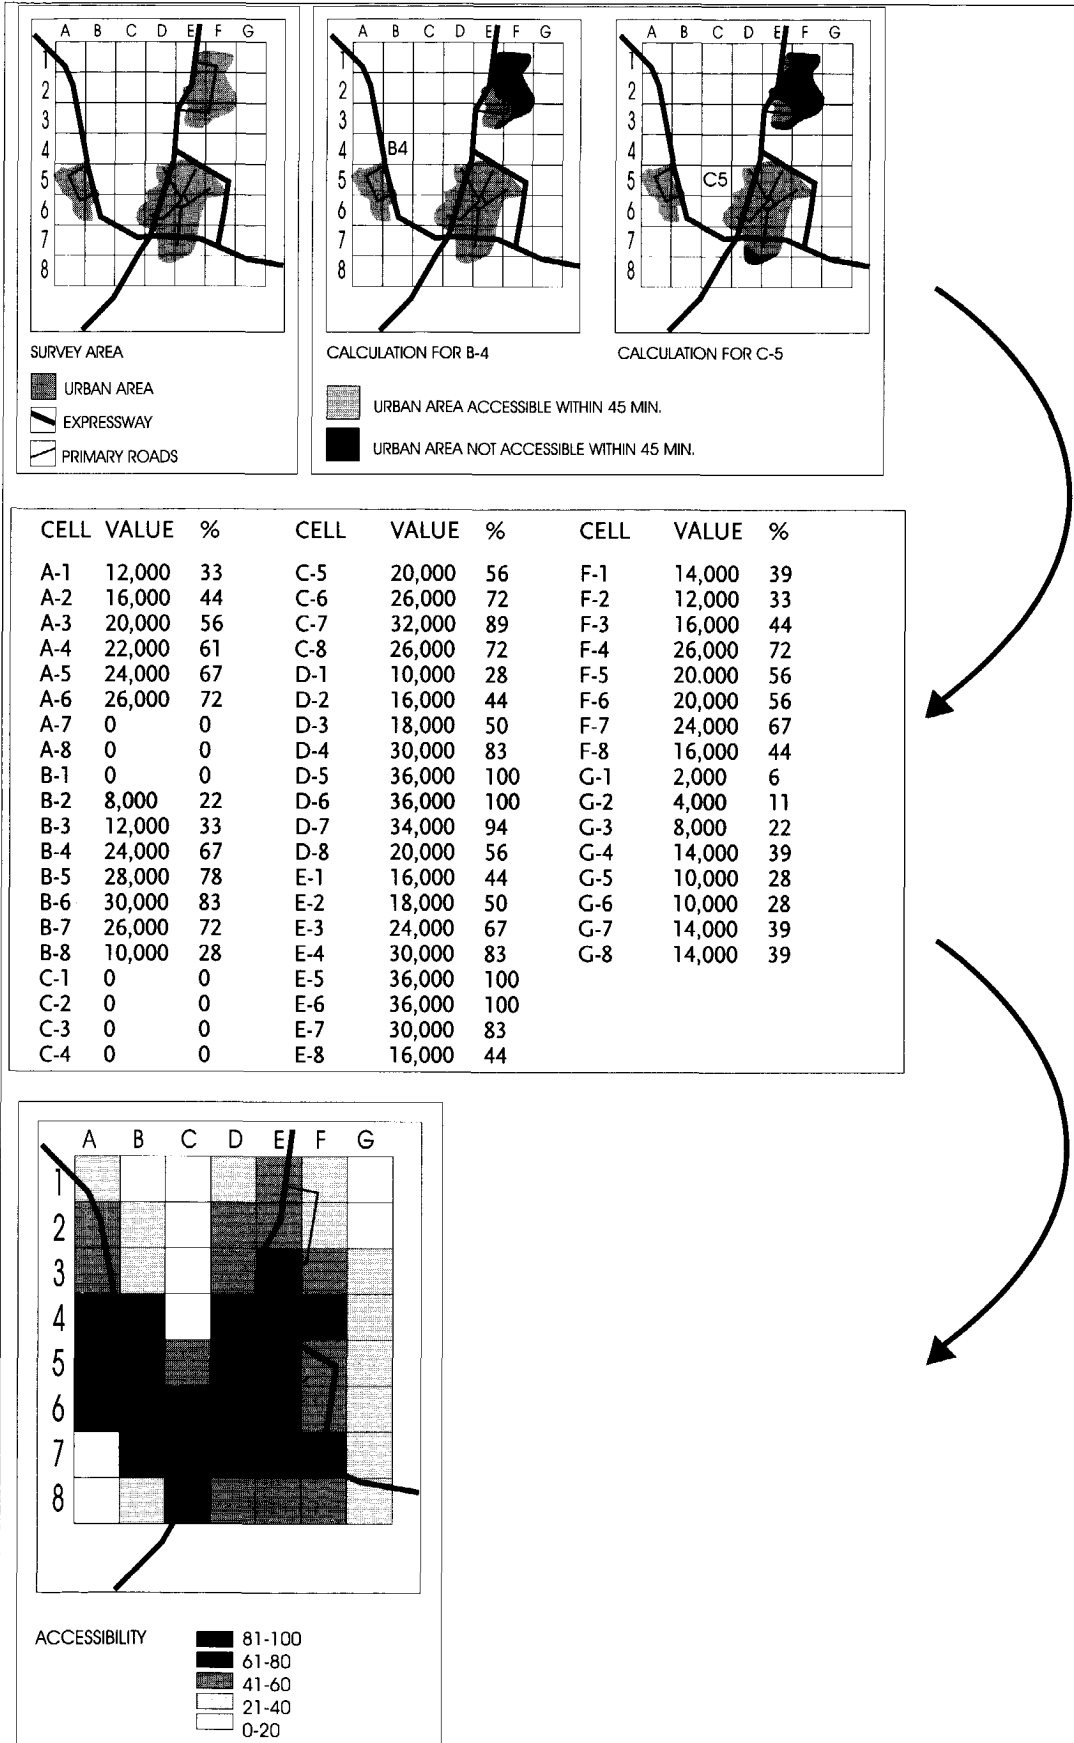 A B C D E F G
1
2
3
4
5
6
7
8
SURVEY AREA
URBAN AREA
EXPRESSWAY
PRIMARY ROADS
A B C D E F G
1
2
3
4
5
6
7
8
B4
CALCULATION FOR B-4
A B C D E F G
1
2
3
4
5
6
7
8
C5
CALCULATION FOR C-5
URBAN AREA ACCESSIBLE WITHIN 45 MIN.
URBAN AREA NOT ACCESSIBLE WITHIN 45 MIN.
CELL VALUE % CELL VALUE % CELL VALUE %
A-1 12,000 33 C-5 20,000 56 F-1 14,000 39
A-2 16,000 44 C-6 26,000 72 F-2 12,000 33
A-3 20,000 56 C-7 32,000 89 F-3 16,000 44
A-4 22,000 61 C-8 26,000 72 F-4 26,000 72
A-5 24,000 67 D-1 10,000 28 F-5 20.000 56
A-6 26,000 72 D-2 16,000 44 F-6 20,000 56
A-7 0 0 D-3 18,000 50 F-7 24,000 67
A-8 0 0 D-4 30,000 83 F-8 16,000 44
B-1 0 0 D-5 36,000 100 G-1 2,000 6
B-2 8,000 22 D-6 36,000 100 G-2 4,000 11
B-3 12,000 33 D-7 34,000 94 G-3 8,000 22
B-4 24,000 67 D-8 20,000 56 G-4 14,000 39
B-5 28,000 78 E-1 16,000 44 G-5 10,000 28
B-6 30,000 83 E-2 18,000 50 G-6 10,000 28
B-7 26,000 72 E-3 24,000 67 G-7 14,000 39
B-8 10,000 28 E-4 30,000 83 G-8 14,000 39
C-1 0 0 E-5 36,000 100
C-2 0 0 E-6 36,000 100
C-3 0 0 E-7 30,000 83
C-4 0 0 E-8 16,000 44
A B C D E F G
1
2
3
4
5
6
7
8
ACCESSIBILITY
81-100
61-80
41-60
21-40
0-20